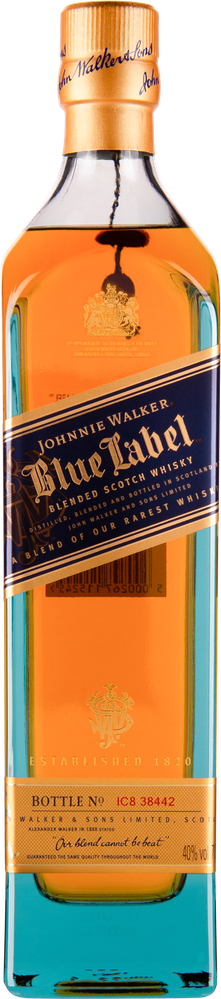 John Walker & Sons
JOHNNIE WALKER
Blue Label
BLENDED SCOTCH WHISKY
DISTILLED, BLENDED AND BOTTLED IN SCOTLAND
JOHN WALKER AND SONS LIMITED,
A BLEND OF OUR RAREST WHISK
ESTABLISHED 1820
BOTTLE Nº IC8 38442
WALKER & SONS LIMITED, SCOT
ALEXANDER WALKER IN 1888 STATED
"Our blend cannot be beat"
GUARANTEED THE SAME QUALITY THROUGHOUT THE WORLD
40% vol